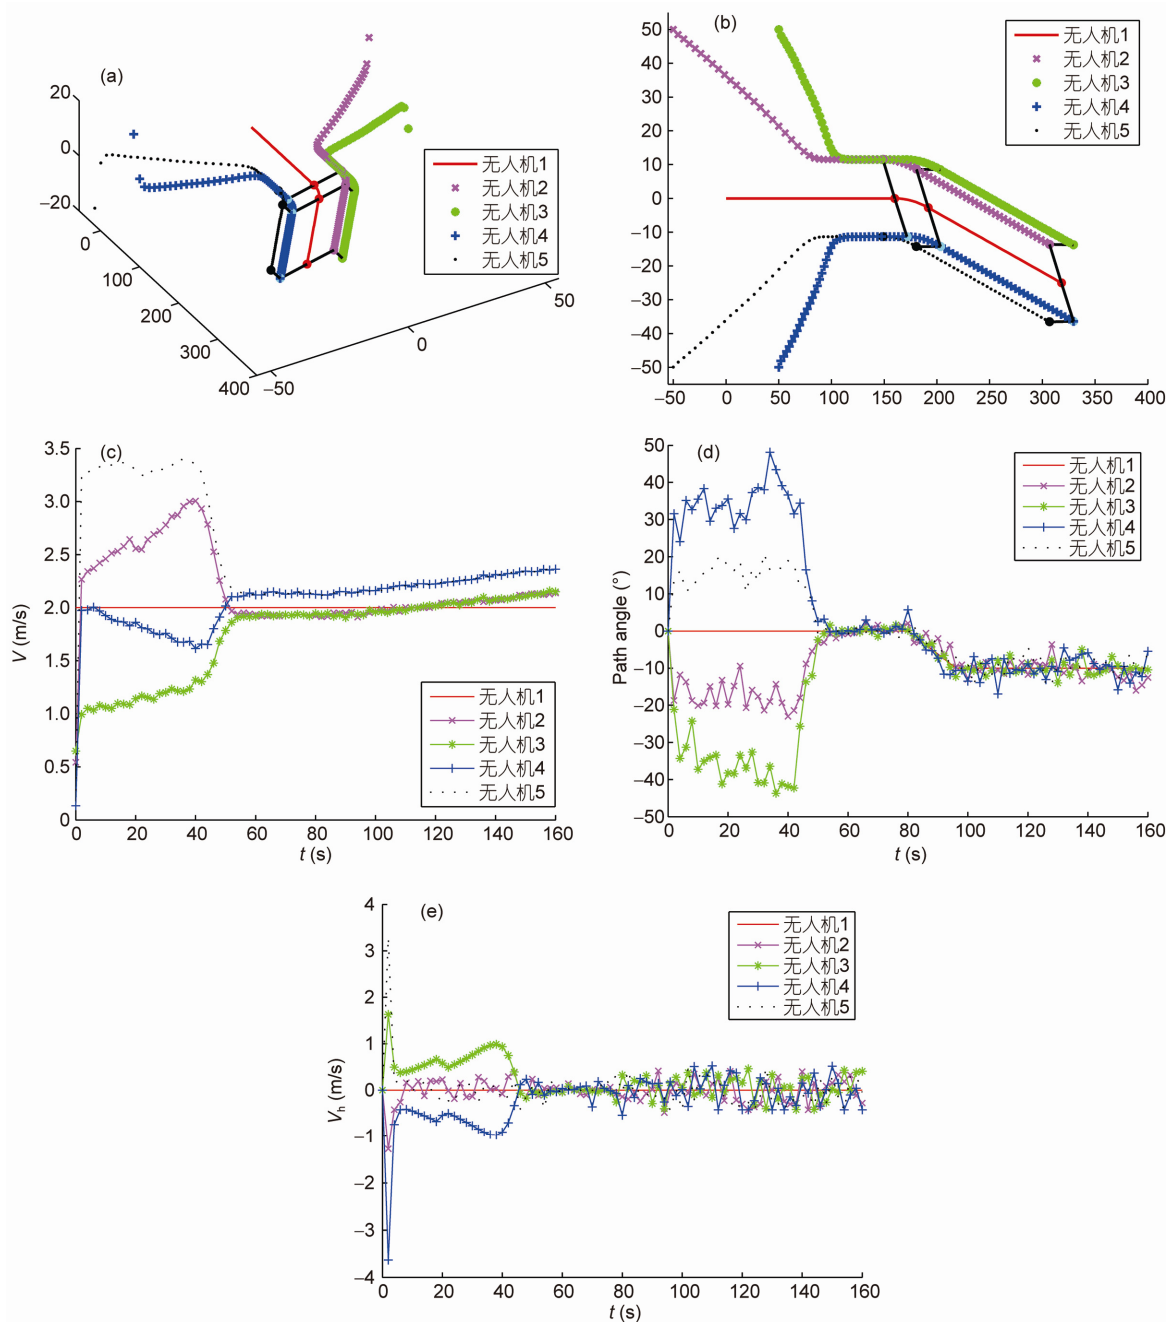 (a)
20
0
−20
0
100
200
300
400
−50
0
50
无人机1
无人机2
无人机3
无人机4
无人机5
(b)
50
40
30
20
10
0
−10
−20
−30
−40
−50
−50 0 50 100 150 200 250 300 350 400
无人机1
无人机2
无人机3
无人机4
无人机5
(c)
V (m/s)
3.5
3.0
2.5
2.0
1.5
1.0
0.5
0
0 20 40 60 80 100 120 140 160
t (s)
无人机1
无人机2
无人机3
无人机4
无人机5
(d)
Path angle (°)
50
40
30
20
10
0
−10
−20
−30
−40
−50
0 20 40 60 80 100 120 140 160
t (s)
无人机1
无人机2
无人机3
无人机4
无人机5
(e)
Vh (m/s)
4
3
2
1
0
−1
−2
−3
−4
0 20 40 60 80 100 120 140 160
t (s)
无人机1
无人机2
无人机3
无人机4
无人机5